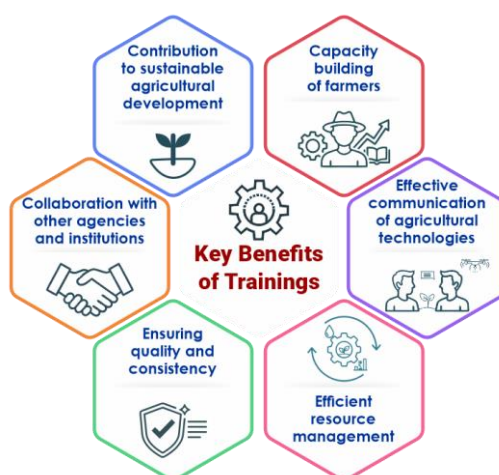 Contribution
to sustainable
agricultural
development
Capacity
building
of farmers
Collaboration with
other agencies
and institutions
Key Benefits
of Trainings
Effective
communication
of agricultural
technologies
Ensuring
quality and
consistency
Efficient
resource
management